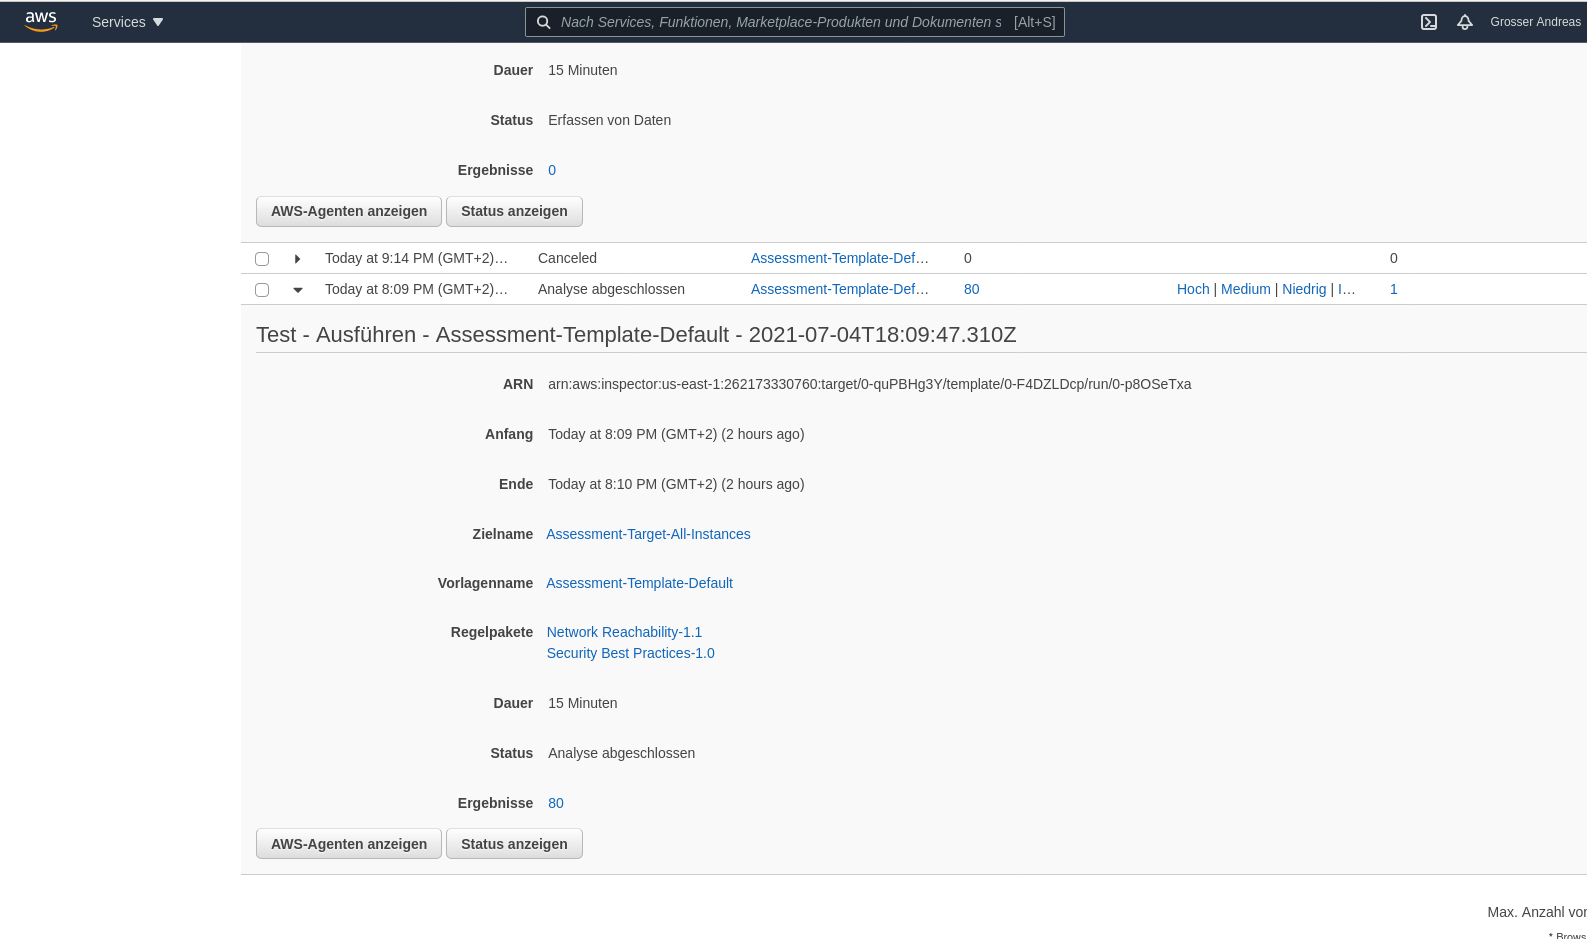 aws Services Nach Services, Funktionen, Marketplace-Produkten und Dokumenten s [Alt+S] Grosser Andreas
Dauer 15 Minuten
Status Erfassen von Daten
Ergebnisse 0
AWS-Agenten anzeigen Status anzeigen
Today at 9:14 PM (GMT+2)… Canceled Assessment-Template-Def… 0 0
Today at 8:09 PM (GMT+2)… Analyse abgeschlossen Assessment-Template-Def… 80 Hoch | Medium | Niedrig | I… 1
Test - Ausführen - Assessment-Template-Default - 2021-07-04T18:09:47.310Z
ARN arn:aws:inspector:us-east-1:262173330760:target/0-quPBHg3Y/template/0-F4DZLDcp/run/0-p8OSeTxa
Anfang Today at 8:09 PM (GMT+2) (2 hours ago)
Ende Today at 8:10 PM (GMT+2) (2 hours ago)
Zielname Assessment-Target-All-Instances
Vorlagenname Assessment-Template-Default
Regelpakete Network Reachability-1.1
Security Best Practices-1.0
Dauer 15 Minuten
Status Analyse abgeschlossen
Ergebnisse 80
AWS-Agenten anzeigen Status anzeigen
Max. Anzahl vor
* Brows